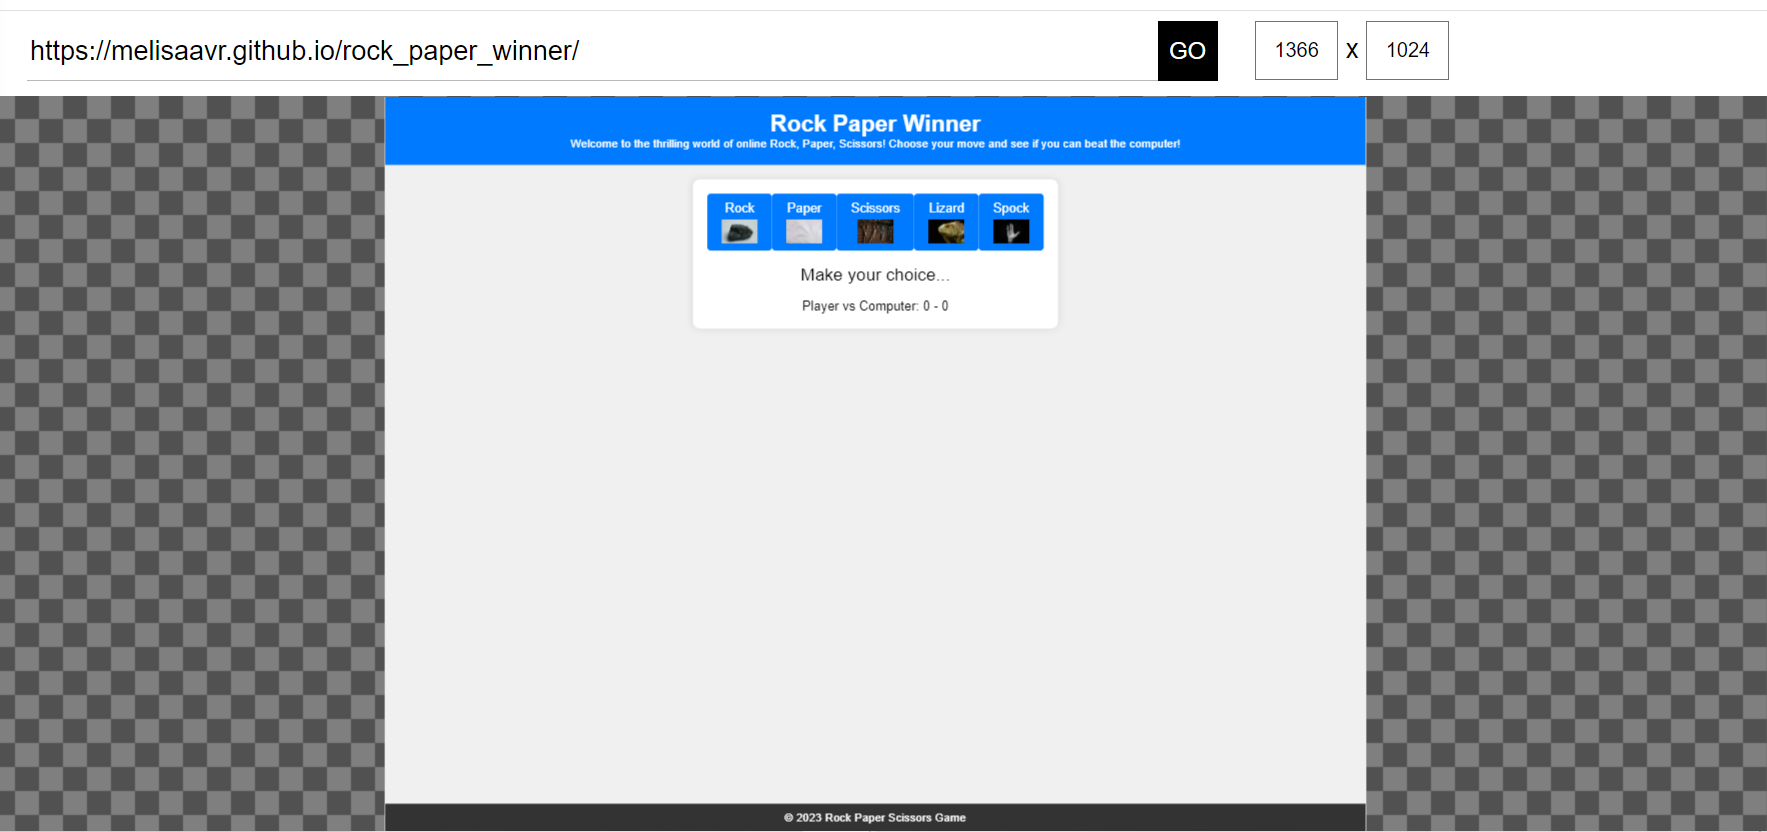 https://melisaavr.github.io/rock_paper_winner/ GO 1366 x 1024
Rock Paper Winner
Welcome to the thrilling world of online Rock, Paper, Scissors! Choose your move and see if you can beat the computer!
Rock Paper Scissors Lizard Spock
Make your choice...
Player vs Computer: 0 - 0
© 2023 Rock Paper Scissors Game